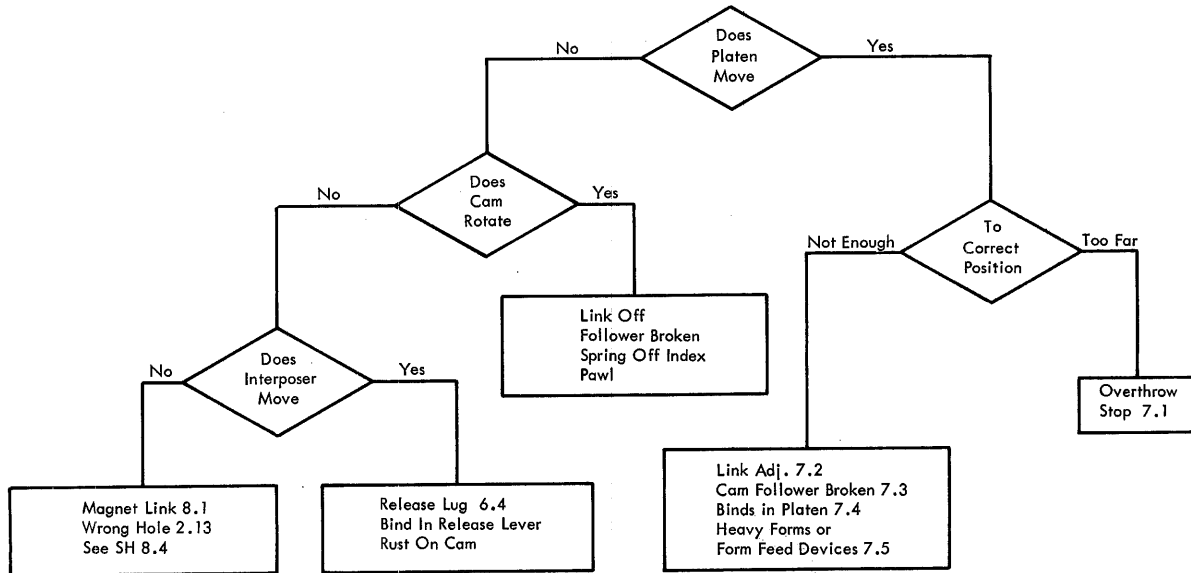 Does
Platen
Move
No
Yes
Does
Cam
Rotate
No
Yes
To
Correct
Position
Not Enough
Too Far
Link Off
Follower Broken
Spring Off Index
Pawl
Does
Interposer
Move
No
Yes
Overthrow
Stop 7.1
Magnet Link 8.1
Wrong Hole 2.13
See SH 8.4
Release Lug 6.4
Bind In Release Lever
Rust On Cam
Link Adj. 7.2
Cam Follower Broken 7.3
Binds in Platen 7.4
Heavy Forms or
Form Feed Devices 7.5